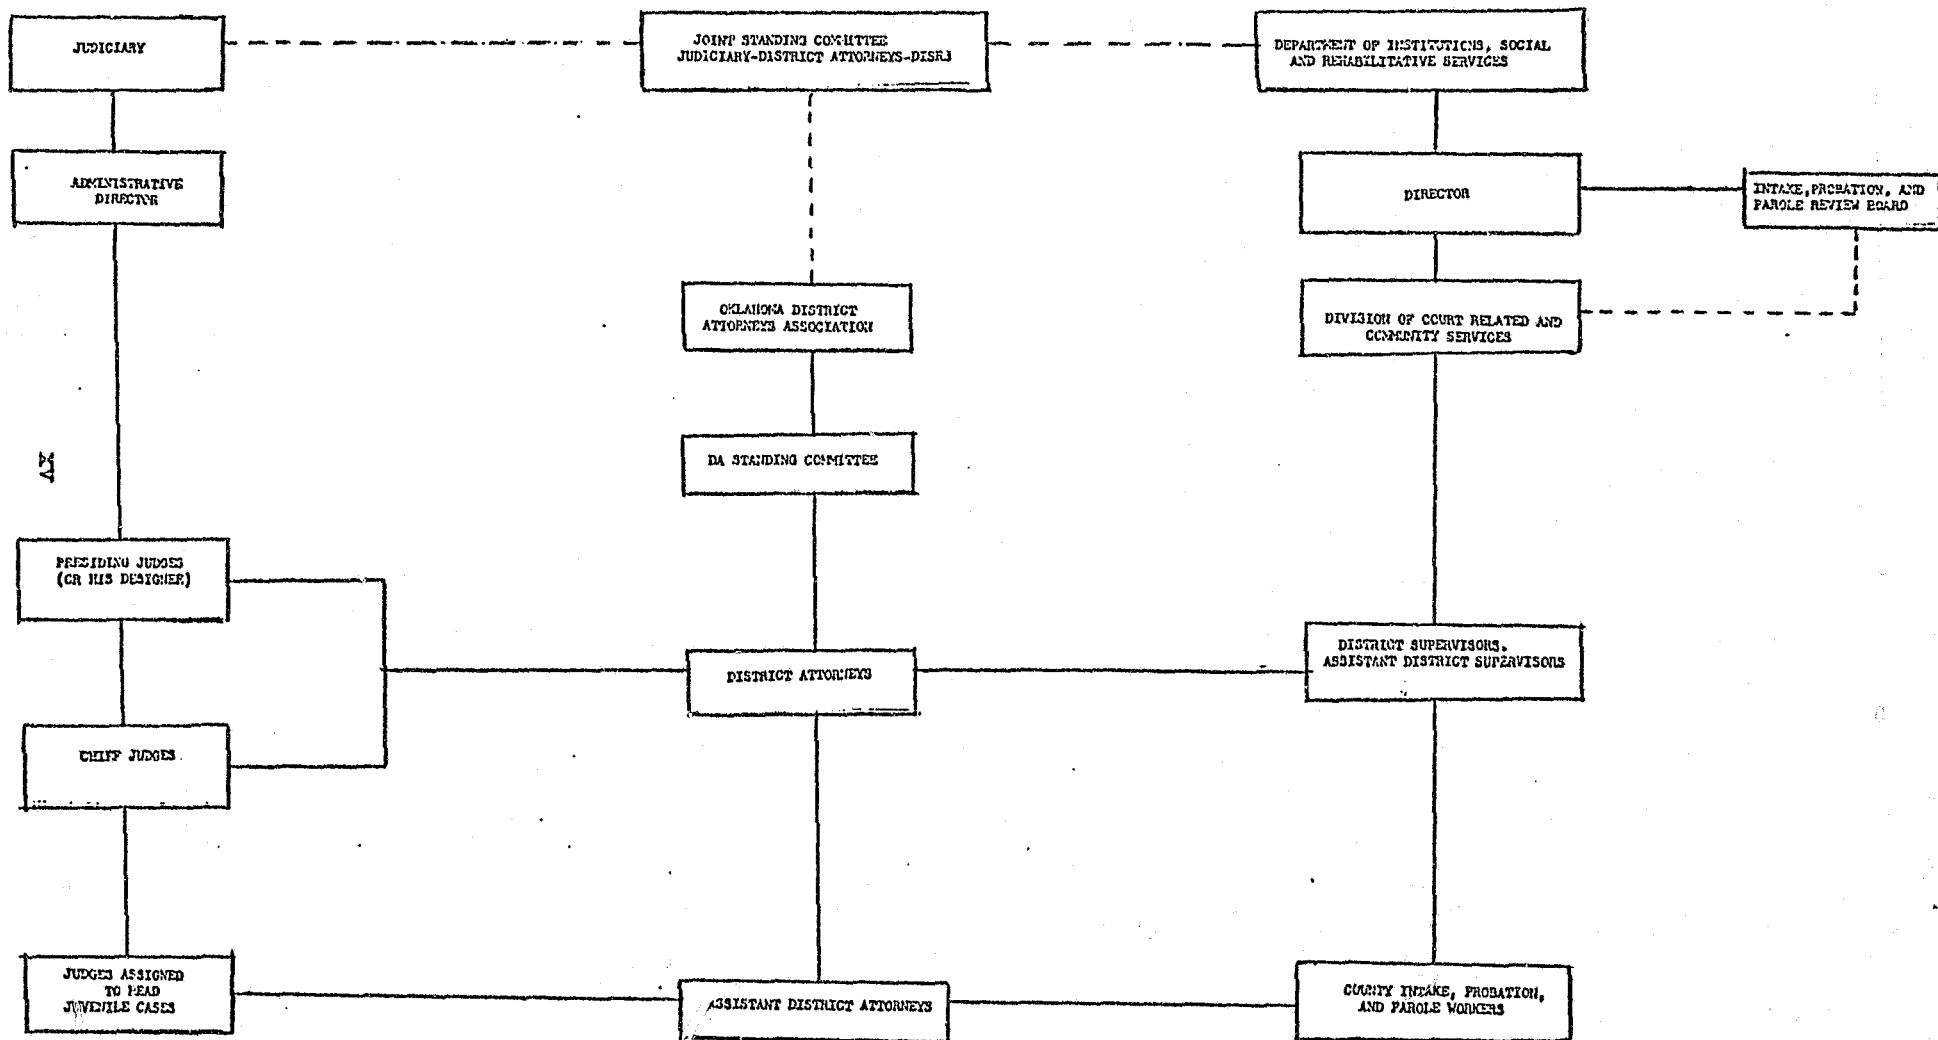 JUDICIARY
JOINT STANDING COMMITTEE
JUDICIARY-DISTRICT ATTORNEYS-DISRS
DEPARTMENT OF INSTITUTIONS, SOCIAL
AND REHABILITATIVE SERVICES
ADMINISTRATIVE
DIRECTOR
DIRECTOR
INTAKE, PROBATION, AND
PAROLE REVIEW BOARD
OKLAHOMA DISTRICT
ATTORNEYS ASSOCIATION
DIVISION OF COURT RELATED AND
COMMUNITY SERVICES
DA STANDING COMMITTEE
PRESIDING JUDGES
(OR HIS DESIGNEE)
DISTRICT SUPERVISORS,
ASSISTANT DISTRICT SUPERVISORS
DISTRICT ATTORNEYS
CHIEF JUDGES
JUDGES ASSIGNED
TO HEAD
JUVENILE CASES
ASSISTANT DISTRICT ATTORNEYS
COUNTY INTAKE, PROBATION,
AND PAROLE WORKERS